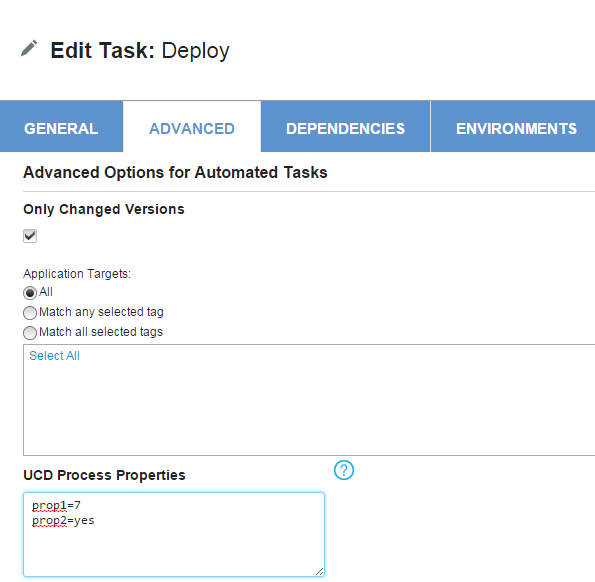 Edit Task: Deploy
GENERAL ADVANCED DEPENDENCIES ENVIRONMENTS
Advanced Options for Automated Tasks
Only Changed Versions
Application Targets:
All
Match any selected tag
Match all selected tags
Select All
UCD Process Properties ?
prop1=7
prop2=yes